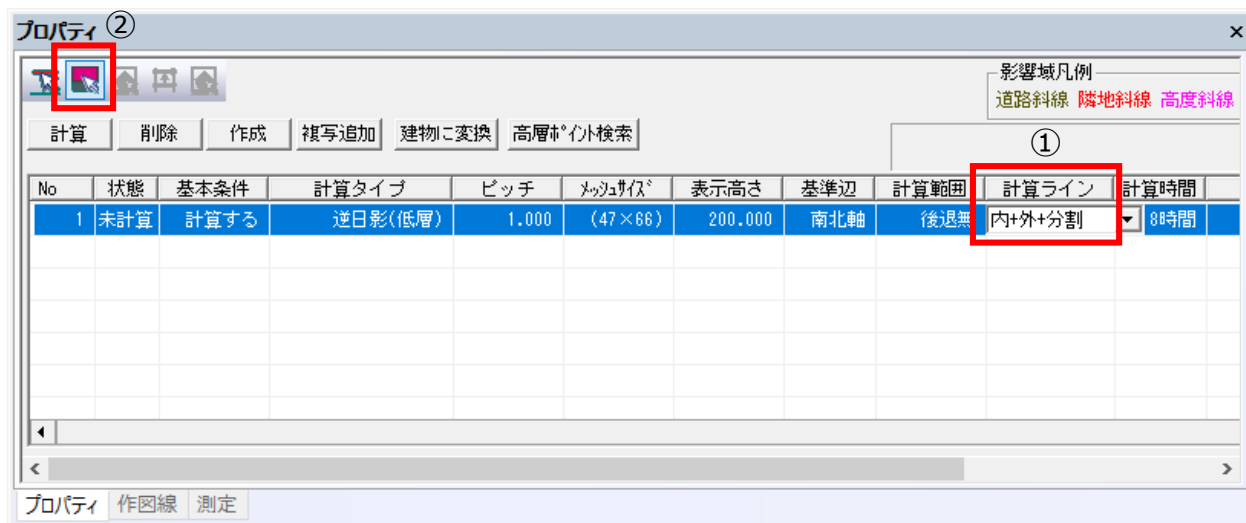 プロパティ ②
影響域凡例
道路斜線 隣地斜線 高度斜線
計算 削除 作成 複写追加 建物に変換 高層ﾎﾟｲﾝﾄ検索
①
No 状態 基本条件 計算タイプ ピッチ ﾒｯｼｭｻｲｽﾞ 表示高さ 基準辺 計算範囲 計算ライン 計算時間
1 未計算 計算する 逆日影(低層) 1.000 (47×66) 200.000 南北軸 後退無 内+外+分割 8時間
プロパティ 作図線 測定